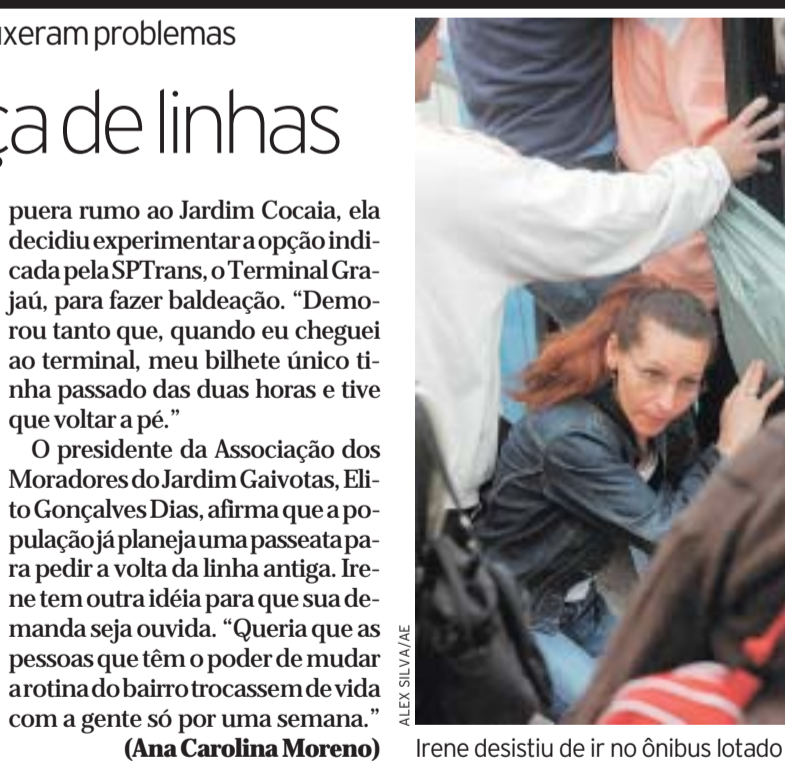 xeram problemas
ça de linhas
puera rumo ao Jardim Cocaia, ela
decidiu experimentar a opção indi-
cada pela SPTrans, o Terminal Gra-
jaú, para fazer baldeação. “Demo-
rou tanto que, quando eu cheguei
ao terminal, meu bilhete único ti-
nha passado das duas horas e tive
que voltar a pé.”
O presidente da Associação dos
Moradores do Jardim Gaivotas, Eli-
to Gonçalves Dias, afirma que a po-
pulação já planeja uma passeata pa-
ra pedir a volta da linha antiga. Ire-
ne tem outra idéia para que sua de-
manda seja ouvida. “Queria que as
pessoas que têm o poder de mudar
a rotina do bairro trocassem de vida
com a gente só por uma semana.”
(Ana Carolina Moreno)
ALEX SILVA/AE
Irene desistiu de ir no ônibus lotado